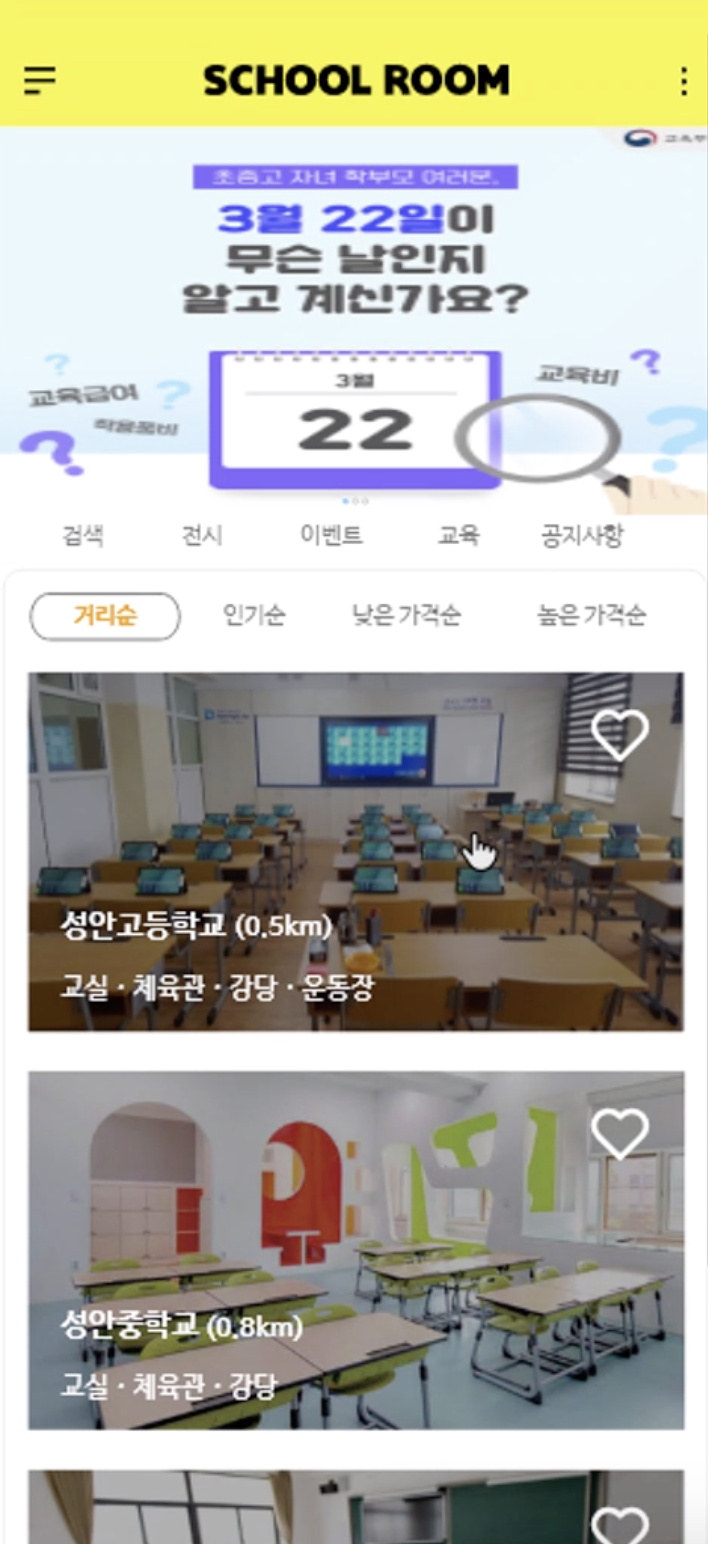 SCHOOL ROOM
교육부
초중고 자녀 학부모 여러분,
3월 22일이
무슨 날인지
알고 계신가요?
교육급여
학용품비
3월
22
교육비
검색 전시 이벤트 교육 공지사항
거리순 인기순 낮은 가격순 높은 가격순
성안고등학교 (0.5km)
교실 · 체육관 · 강당 · 운동장
성안중학교 (0.8km)
교실 · 체육관 · 강당